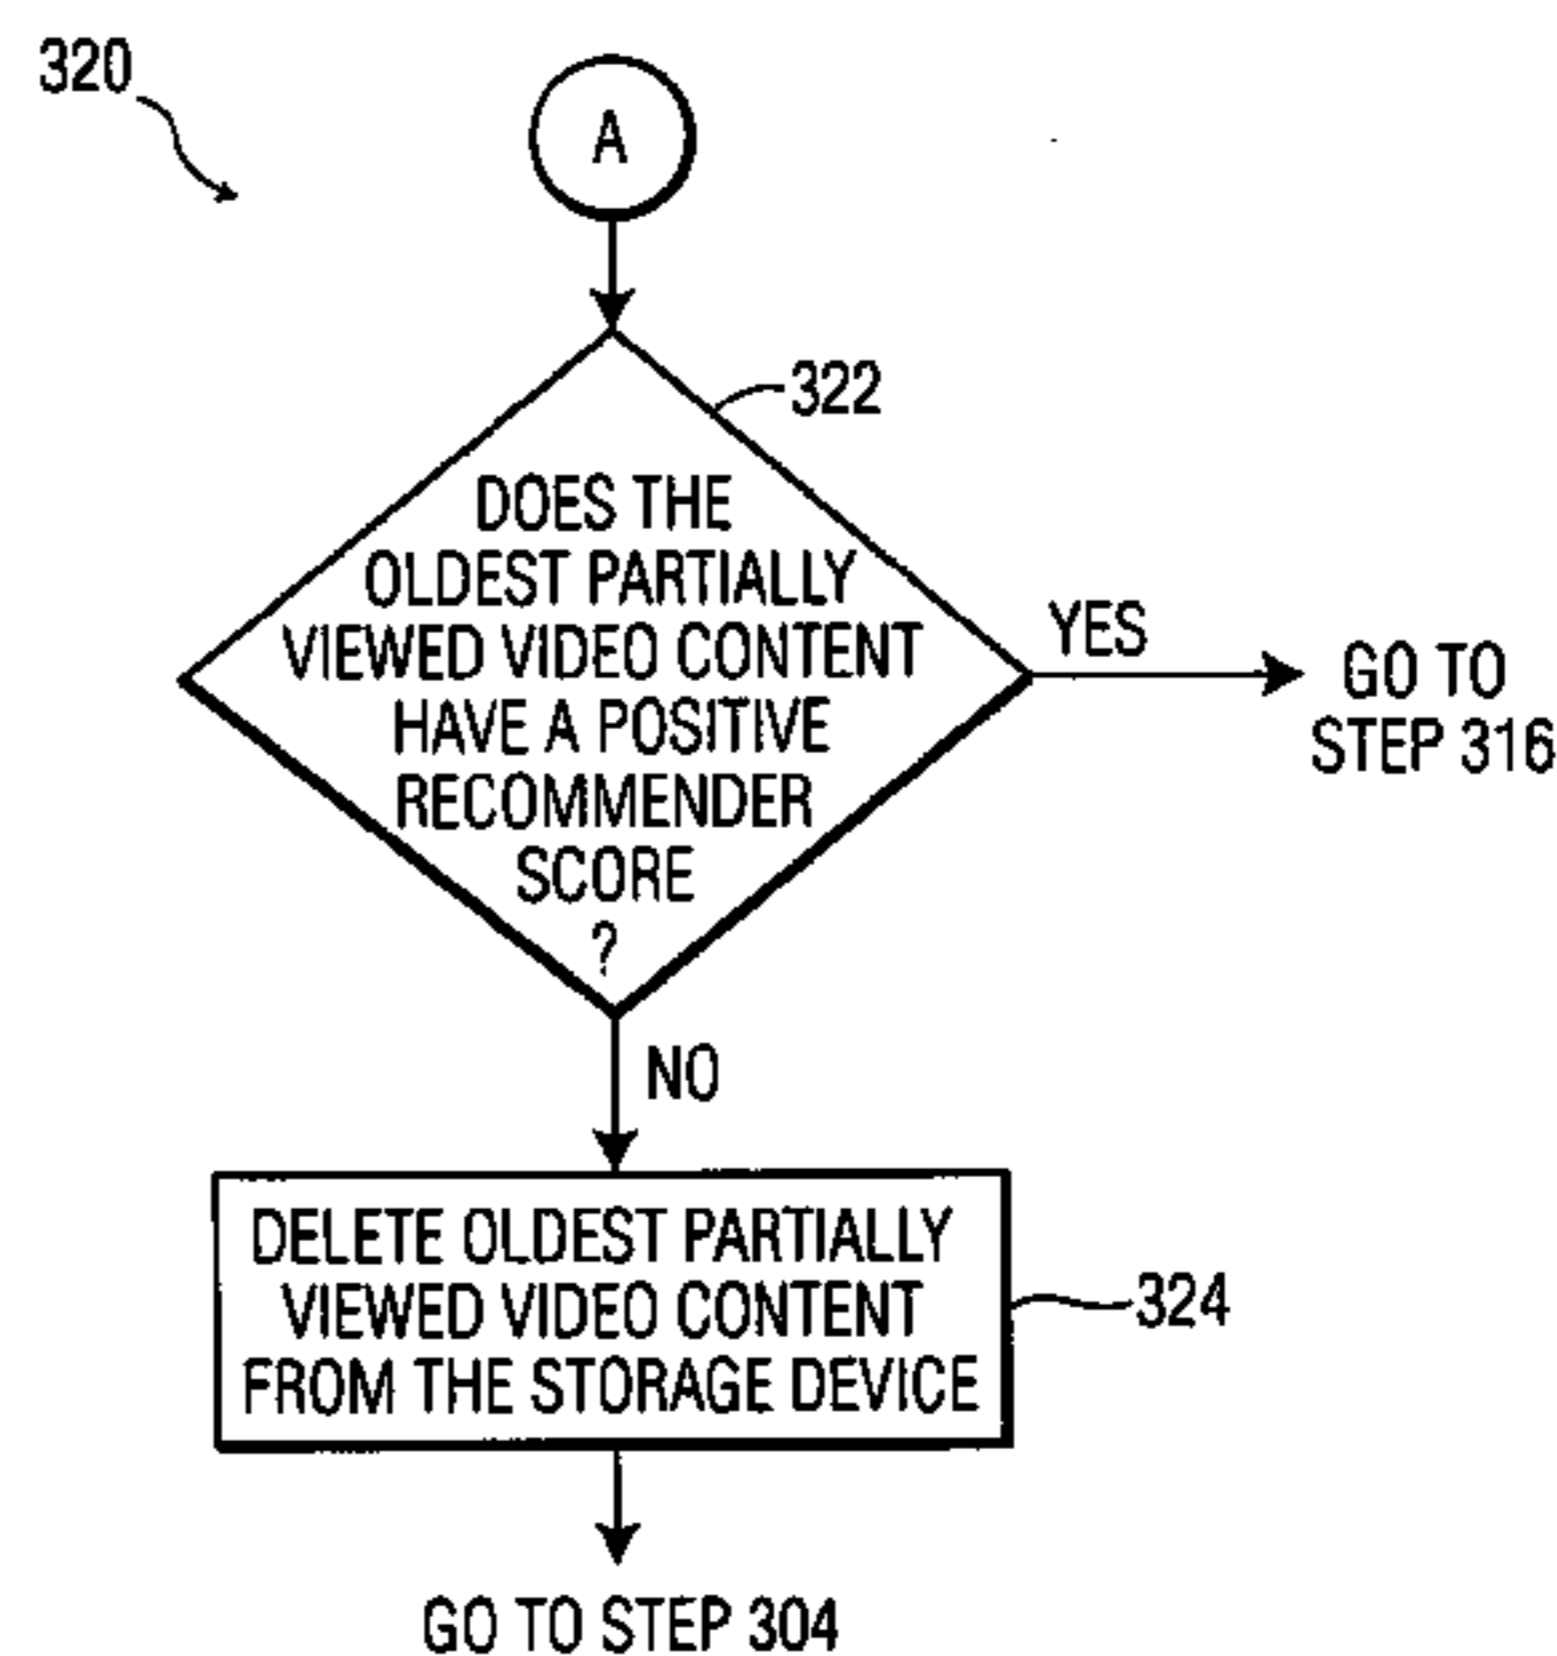 320
A
322
DOES THE
OLDEST PARTIALLY
VIEWED VIDEO CONTENT
HAVE A POSITIVE
RECOMMENDER
SCORE
?
YES
GO TO
STEP 316
NO
DELETE OLDEST PARTIALLY
VIEWED VIDEO CONTENT
FROM THE STORAGE DEVICE
324
GO TO STEP 304